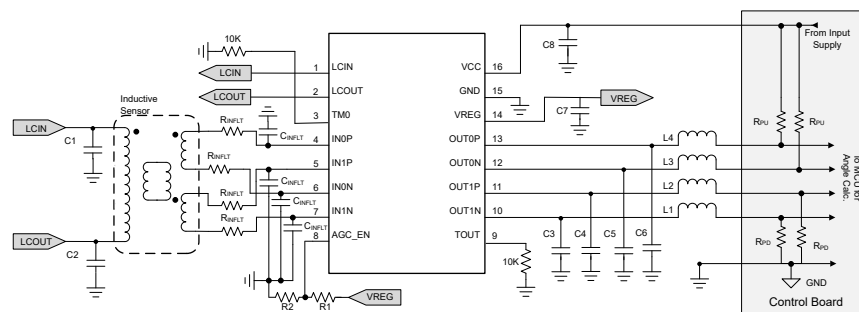 10K
LCIN
LCOUT
Inductive
Sensor
LCIN
C1
LCOUT
C2
RINFLT
RINFLT
RINFLT
RINFLT
CINFLT
CINFLT
CINFLT
CINFLT
R2
R1
VREG
1 LCIN
2 LCOUT
3 TM0
4 IN0P
5 IN1P
6 IN0N
7 IN1N
8 AGC_EN
VCC 16
GND 15
VREG 14
OUT0P 13
OUT0N 12
OUT1P 11
OUT1N 10
TOUT 9
10K
C8
C7
VREG
L4
L3
L2
L1
C3
C4
C5
C6
From Input
Supply
RPU
RPU
RPD
RPD
GND
Control Board
To MCU for
Angle Calc.